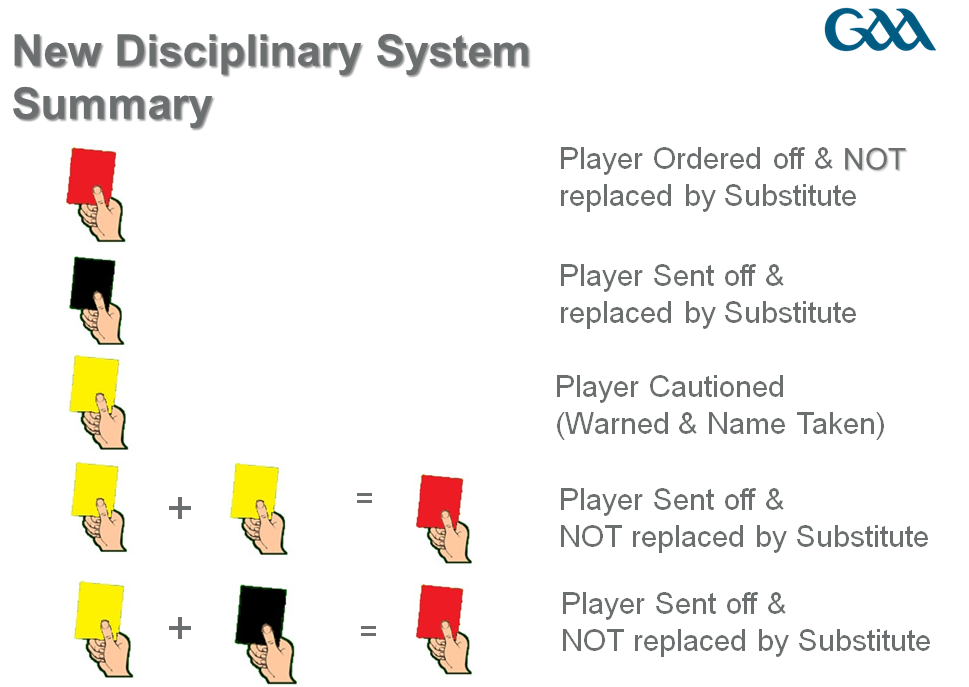 GAA
New Disciplinary System
Summary
Player Ordered off & NOT
replaced by Substitute
Player Sent off &
replaced by Substitute
Player Cautioned
(Warned & Name Taken)
+ =
Player Sent off &
NOT replaced by Substitute
+ =
Player Sent off &
NOT replaced by Substitute